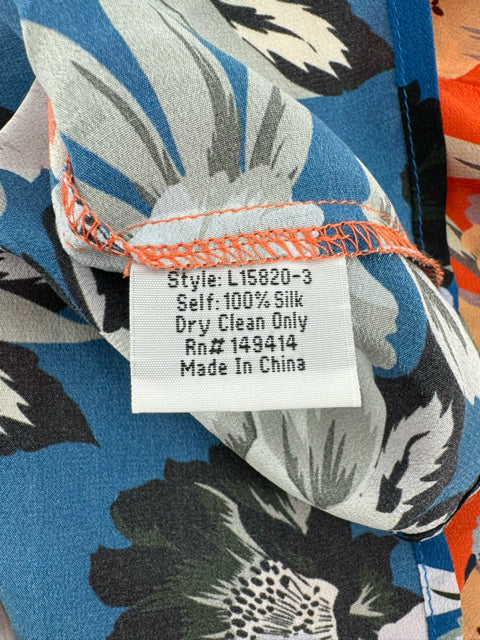 Style: L15820-3
Self: 100% Silk
Dry Clean Only
Rn# 149414
Made In China